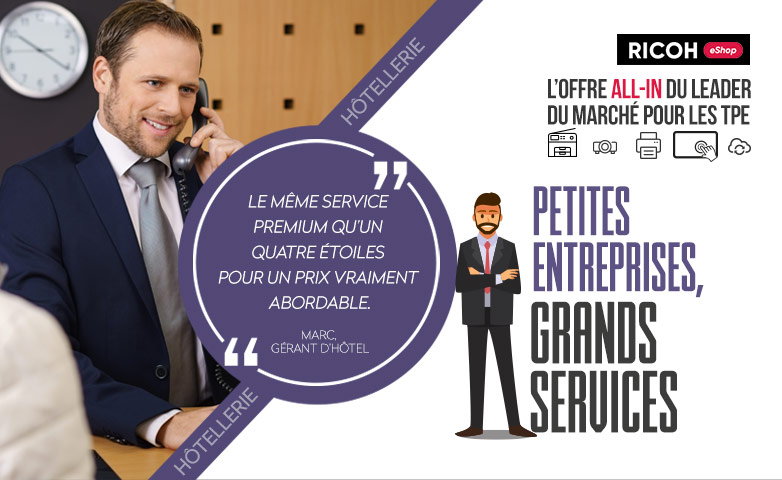 HÔTELLERIE
RICOH eShop
L'OFFRE ALL-IN DU LEADER
DU MARCHÉ POUR LES TPE
”
LE MÊME SERVICE
PREMIUM QU'UN
QUATRE ÉTOILES
POUR UN PRIX VRAIMENT
ABORDABLE.
MARC,
GÉRANT D'HÔTEL
“
HÔTELLERIE
PETITES
ENTREPRISES,
GRANDS
SERVICES